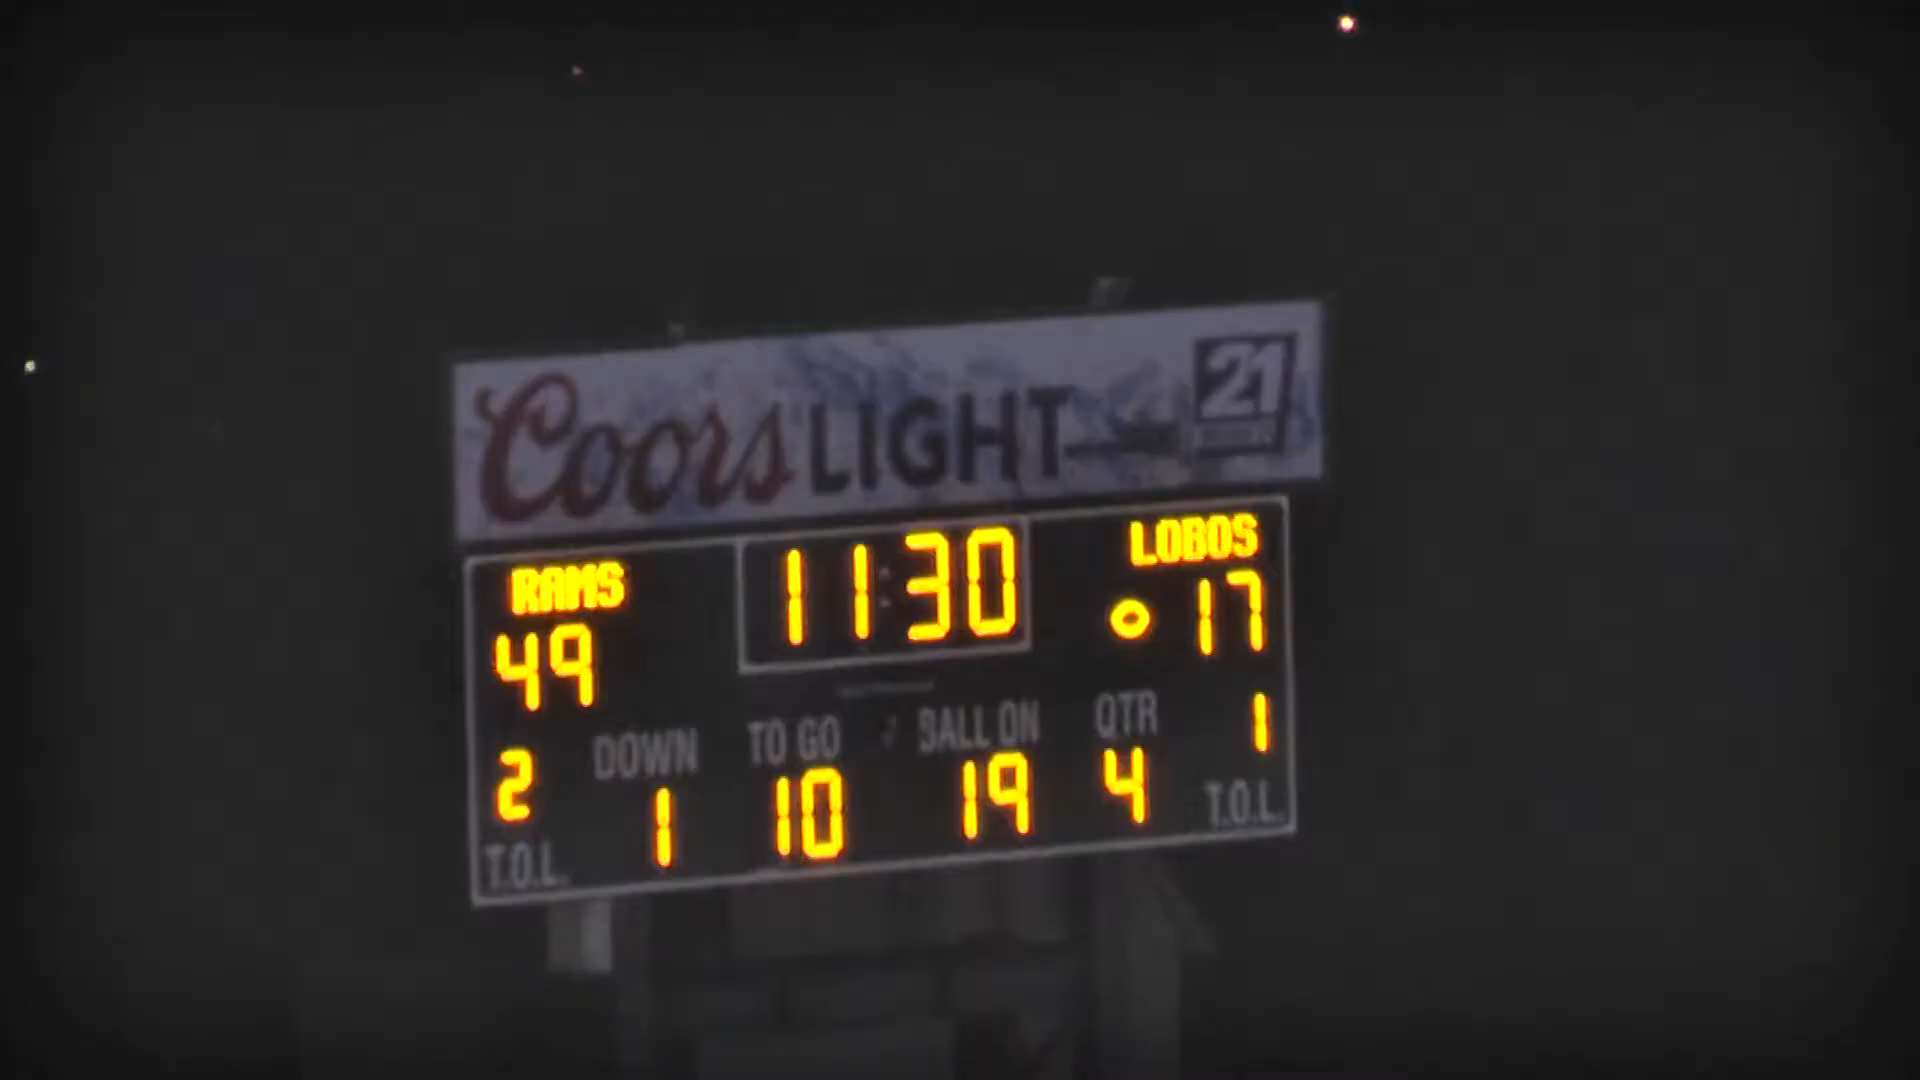 Coors LIGHT 21
RAMS 11:30 LOBOS
49 17
DOWN TO GO BALL ON QTR 1
2 1 10 19 4
T.O.L. T.O.L.